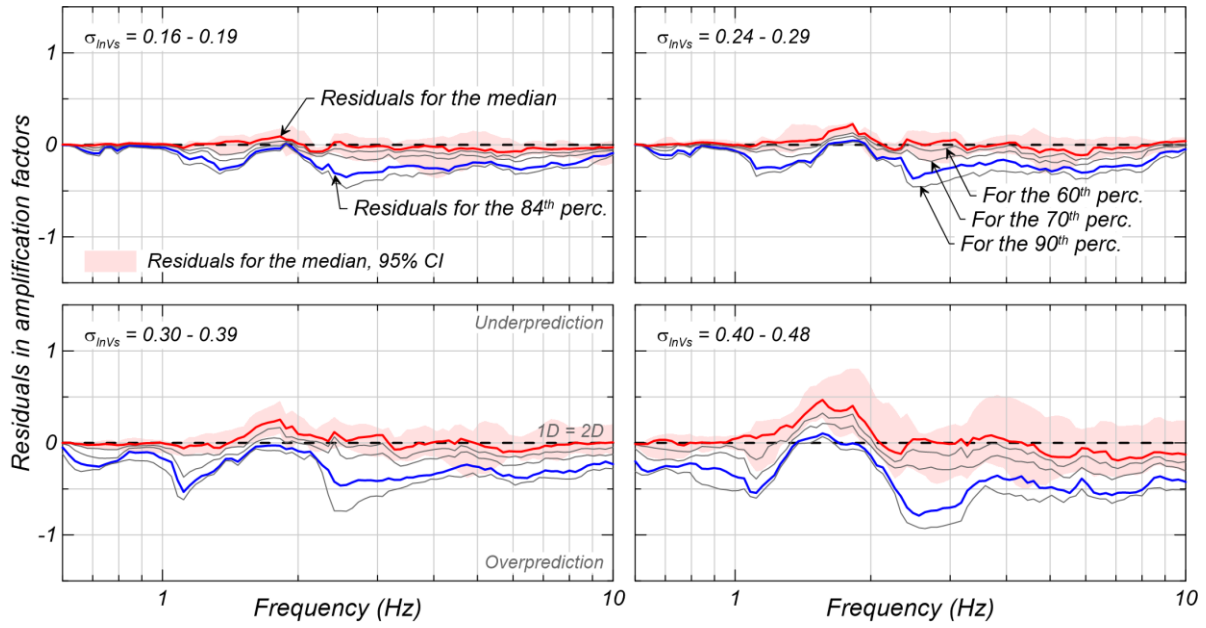 Residuals in amplification factors
1
0
-1
σlnVs = 0.16 - 0.19
Residuals for the median
Residuals for the 84th perc.
Residuals for the median, 95% CI
σlnVs = 0.24 - 0.29
For the 60th perc.
For the 70th perc.
For the 90th perc.
1
0
-1
σlnVs = 0.30 - 0.39
Underprediction
1D = 2D
Overprediction
σlnVs = 0.40 - 0.48
1
10
1
10
Frequency (Hz)
Frequency (Hz)